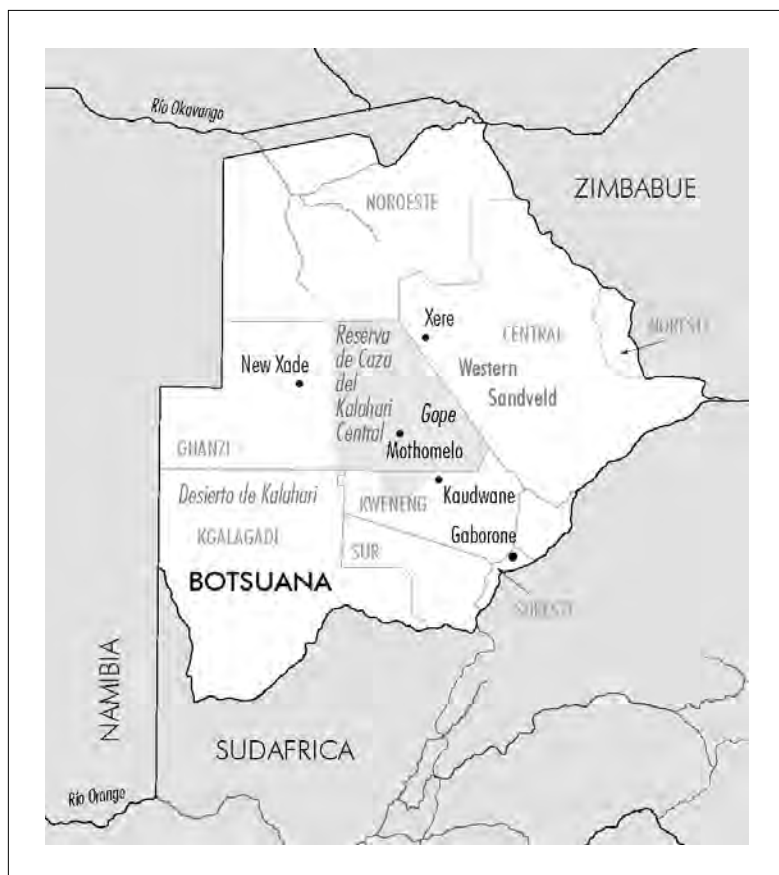 Río Okavango
ZIMBABUE
NOROESTE
Xere
CENTRAL
NORESTE
Reserva
de Caza
del
Kalahari
Central
New Xade
Western
Sandveld
Gope
Mothomelo
GHANZI
Desierto de Kalahari
KWENENG
Kaudwane
KGALAGADI
SUR
Gaborone
BOTSUANA
SURESTE
NAMIBIA
SUDAFRICA
Río Orange